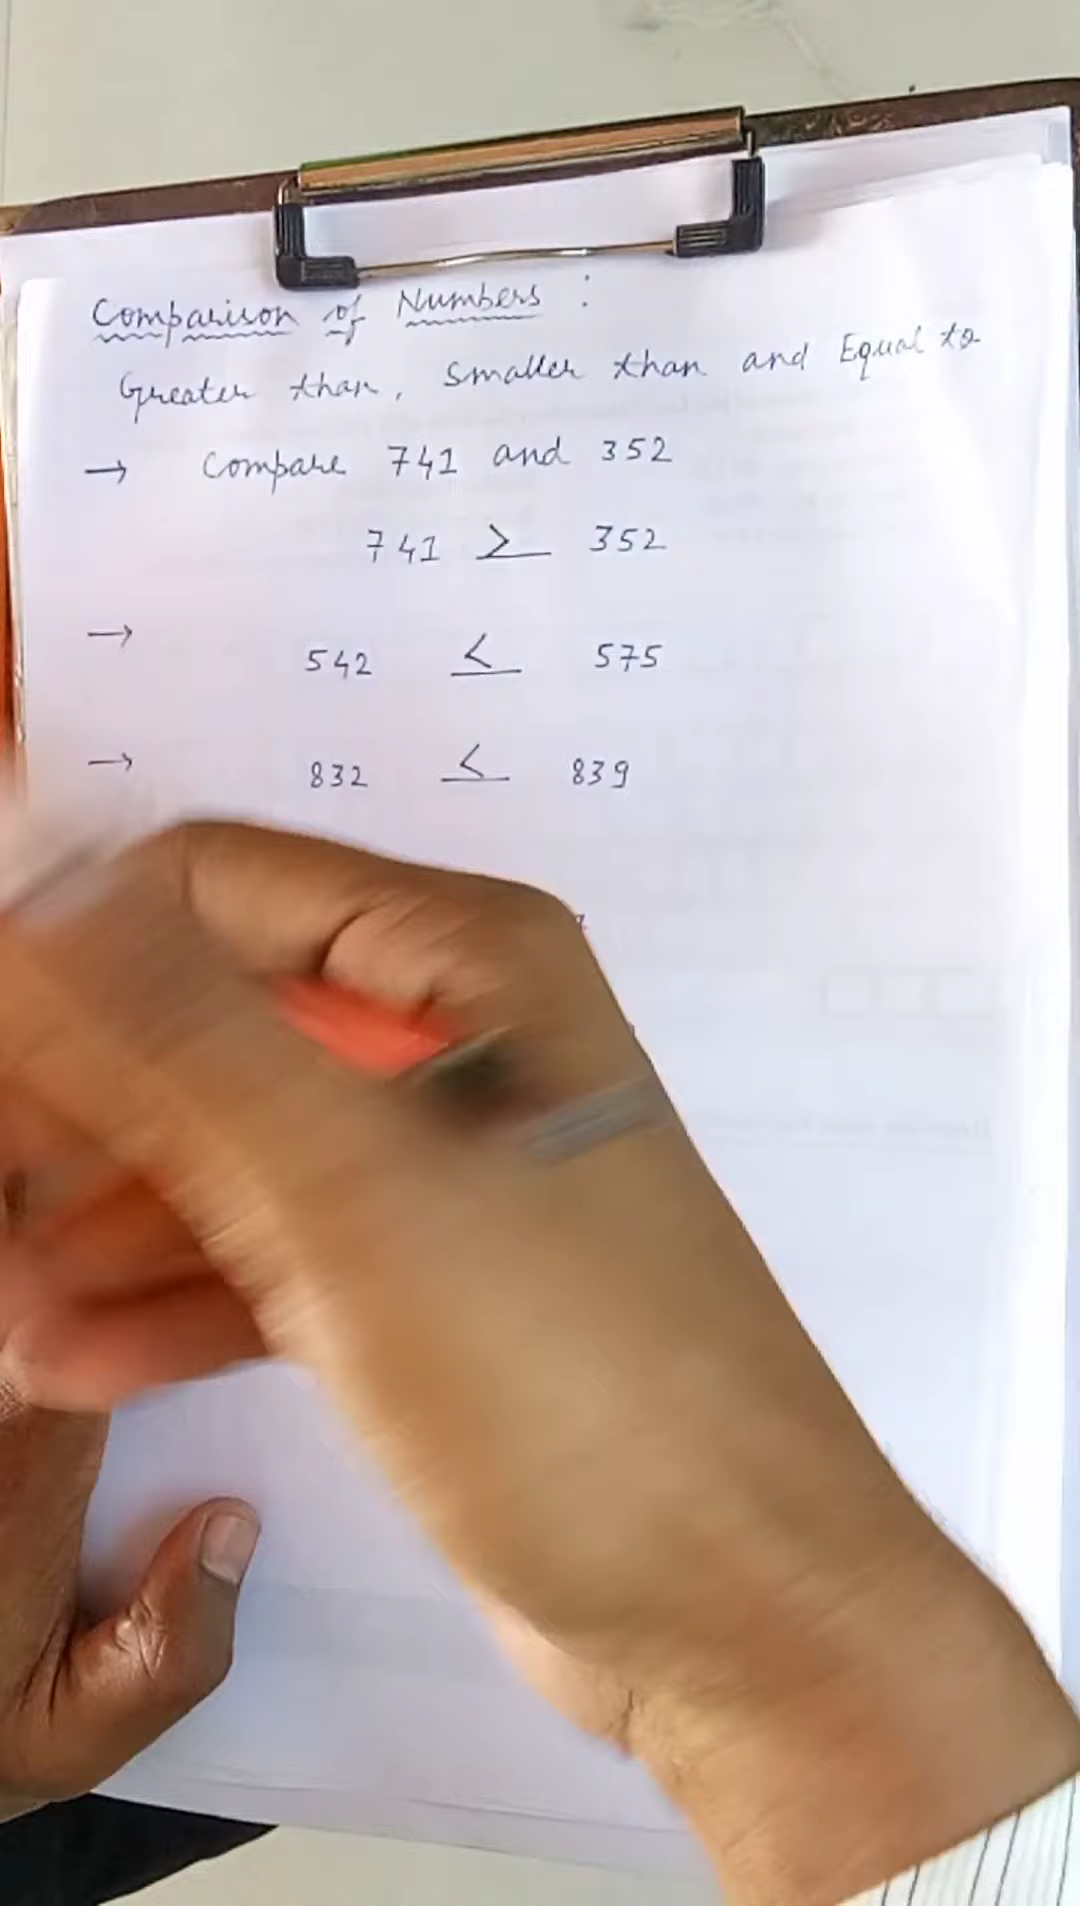 Comparison of Numbers :
Greater than, Smaller than and Equal to
→ Compare 741 and 352
741 > 352
→ 542 < 575
→ 832 < 839